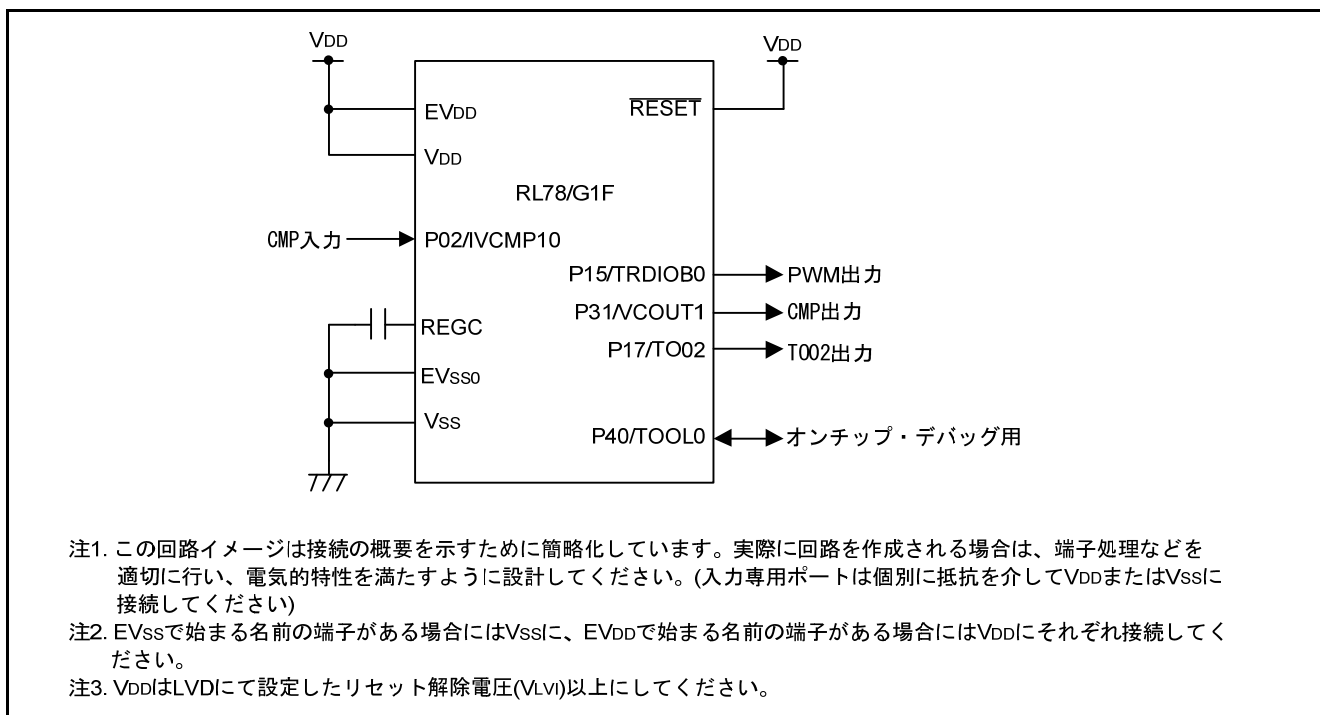 VDD
VDD
EVDD
RESET
VDD
RL78/G1F
CMP入力
P02/IVCMP10
P15/TRDIOB0
PWM出力
P31/VCOUT1
CMP出力
REGC
P17/TO02
TO02出力
EVSS0
VSS
P40/TOOL0
オンチップ・デバッグ用
注1. この回路イメージは接続の概要を示すために簡略化しています。実際に回路を作成される場合は、端子処理などを
適切に行い、電気的特性を満たすように設計してください。(入力専用ポートは個別に抵抗を介してVDDまたはVSSに
接続してください)
注2. EVSSで始まる名前の端子がある場合にはVSSに、EVDDで始まる名前の端子がある場合にはVDDにそれぞれ接続してく
ださい。
注3. VDDはLVDにて設定したリセット解除電圧(VLVI)以上にしてください。